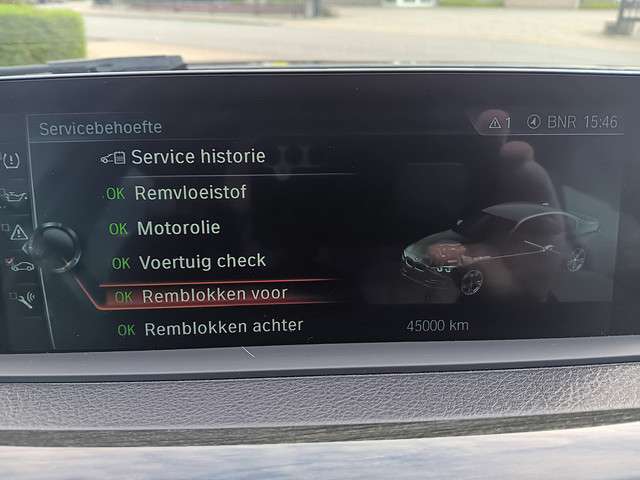 Servicebehoefte
1 BNR 15:46
Service historie
OK Remvloeistof
OK Motorolie
OK Voertuig check
OK Remblokken voor
OK Remblokken achter
45000 km